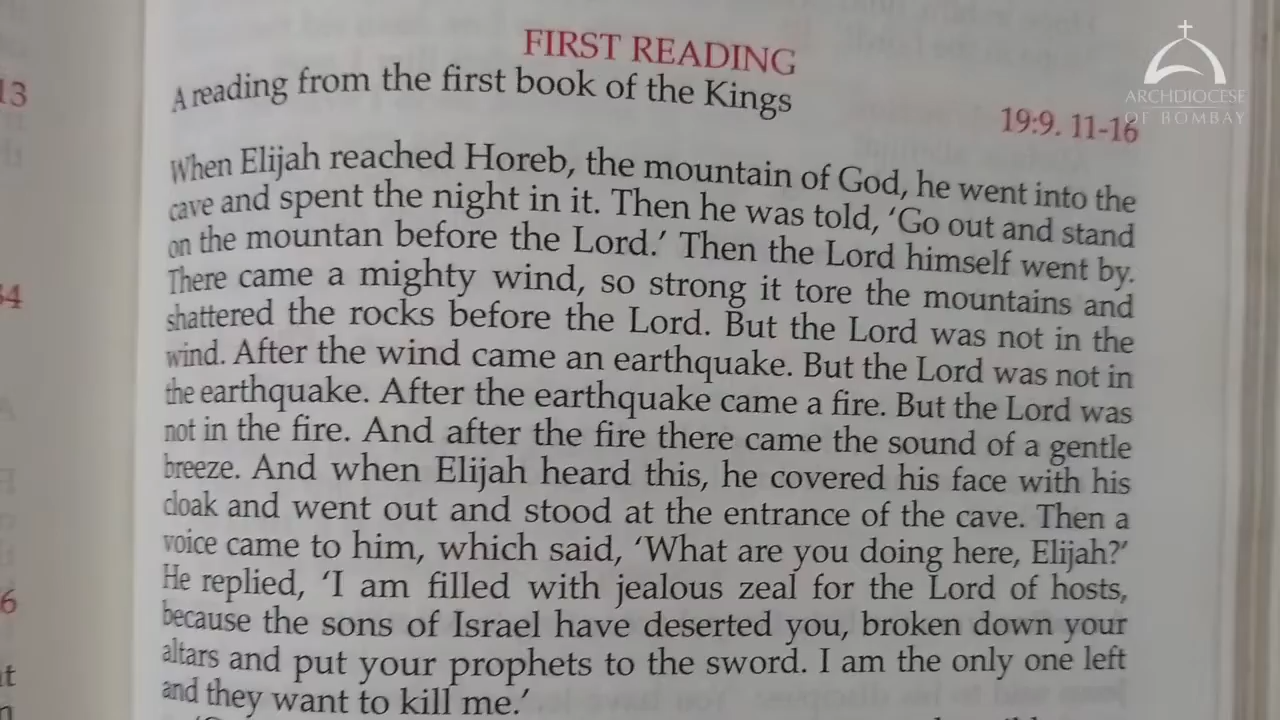 FIRST READING
A reading from the first book of the Kings
19:9. 11-16
ARCHDIOCESE
OF BOMBAY
When Elijah reached Horeb, the mountain of God, he went into the
cave and spent the night in it. Then he was told, ‘Go out and stand
on the mountan before the Lord.’ Then the Lord himself went by.
There came a mighty wind, so strong it tore the mountains and
shattered the rocks before the Lord. But the Lord was not in the
wind. After the wind came an earthquake. But the Lord was not in
the earthquake. After the earthquake came a fire. But the Lord was
not in the fire. And after the fire there came the sound of a gentle
breeze. And when Elijah heard this, he covered his face with his
cloak and went out and stood at the entrance of the cave. Then a
voice came to him, which said, ‘What are you doing here, Elijah?’
He replied, ‘I am filled with jealous zeal for the Lord of hosts,
because the sons of Israel have deserted you, broken down your
altars and put your prophets to the sword. I am the only one left
and they want to kill me.’
13
34
6